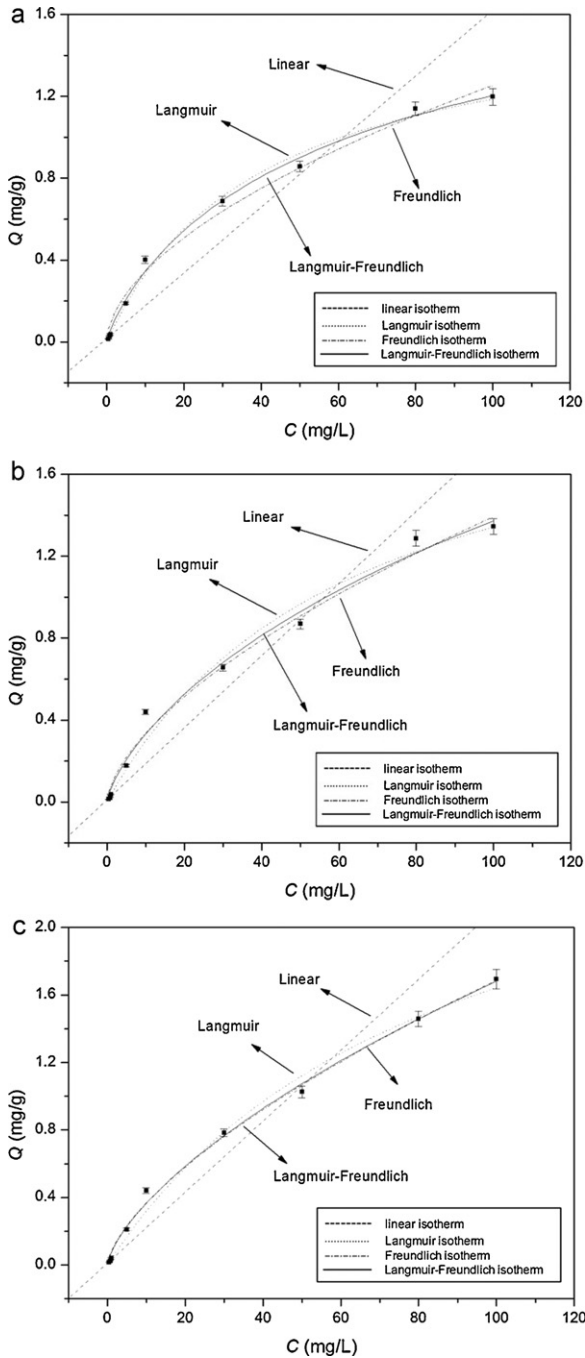 a
1.6
1.2
0.8
0.4
0.0
Q (mg/g)
Linear
Langmuir
Freundlich
Langmuir-Freundlich
linear isotherm
Langmuir isotherm
Freundlich isotherm
Langmuir-Freundlich isotherm
0 20 40 60 80 100 120
C (mg/L)
b
1.6
1.2
0.8
0.4
0.0
Q (mg/g)
Linear
Langmuir
Freundlich
Langmuir-Freundlich
linear isotherm
Langmuir isotherm
Freundlich isotherm
Langmuir-Freundlich isotherm
0 20 40 60 80 100 120
C (mg/L)
c
2.0
1.6
1.2
0.8
0.4
0.0
Q (mg/g)
Linear
Langmuir
Freundlich
Langmuir-Freundlich
linear isotherm
Langmuir isotherm
Freundlich isotherm
Langmuir-Freundlich isotherm
0 20 40 60 80 100 120
C (mg/L)